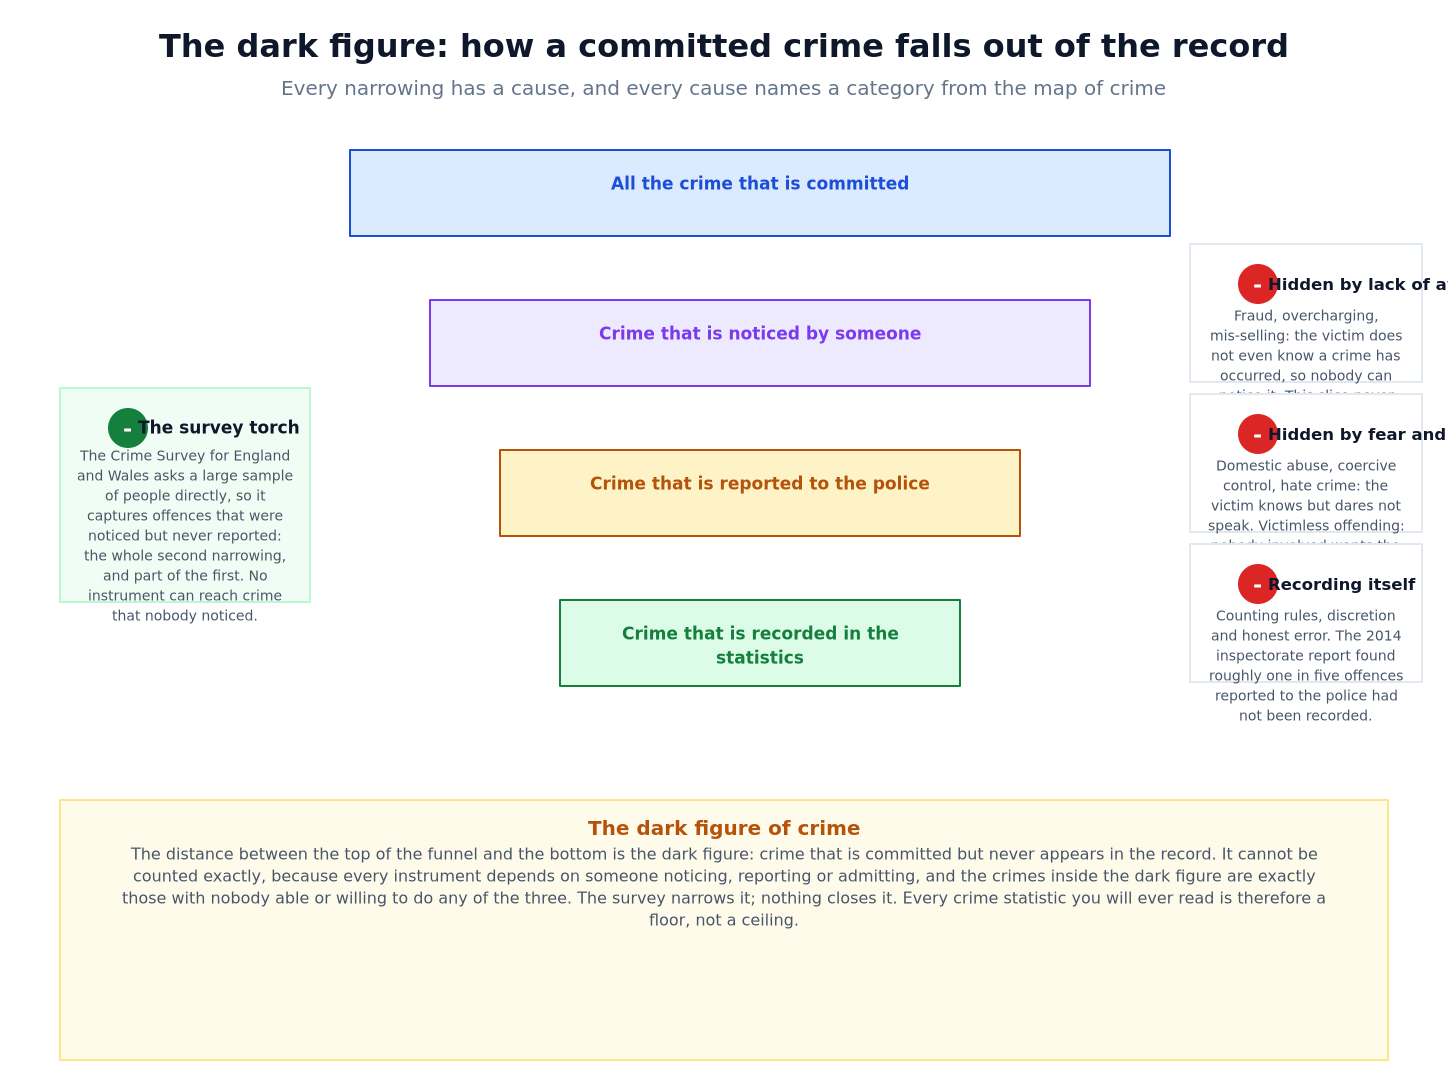 The dark figure: how a committed crime falls out of the record
Every narrowing has a cause, and every cause names a category from the map of crime
All the crime that is committed
Crime that is noticed by someone
Crime that is reported to the police
Crime that is recorded in the
statistics
- The survey torch
The Crime Survey for England
and Wales asks a large sample
of people directly, so it
captures offences that were
noticed but never reported:
the whole second narrowing,
and part of the first. No
instrument can reach crime
that nobody noticed.
- Hidden by lack of
Fraud, overcharging,
mis-selling: the victim does
not even know a crime has
occurred, so nobody can
notice it. This slice never
- Hidden by fear and
Domestic abuse, coercive
control, hate crime: the
victim knows but dares not
speak. Victimless offending:
nobody involved wants the
- Recording itself
Counting rules, discretion
and honest error. The 2014
inspectorate report found
roughly one in five offences
reported to the police had
not been recorded.
The dark figure of crime
The distance between the top of the funnel and the bottom is the dark figure: crime that is committed but never appears in the record. It cannot be
counted exactly, because every instrument depends on someone noticing, reporting or admitting, and the crimes inside the dark figure are exactly
those with nobody able or willing to do any of the three. The survey narrows it; nothing closes it. Every crime statistic you will ever read is therefore a
floor, not a ceiling.